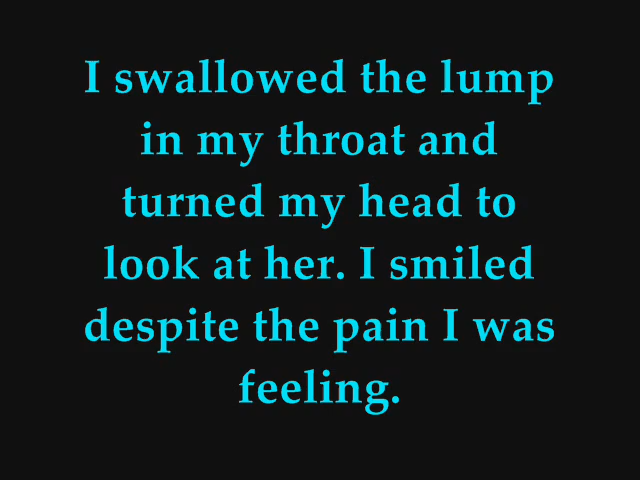 I swallowed the lump
in my throat and
turned my head to
look at her. I smiled
despite the pain I was
feeling.